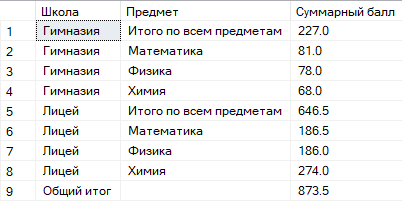 Школа Предмет Суммарный балл
1 Гимназия Итого по всем предметам 227.0
2 Гимназия Математика 81.0
3 Гимназия Физика 78.0
4 Гимназия Химия 68.0
5 Лицей Итого по всем предметам 646.5
6 Лицей Математика 186.5
7 Лицей Физика 186.0
8 Лицей Химия 274.0
9 Общий итог 873.5